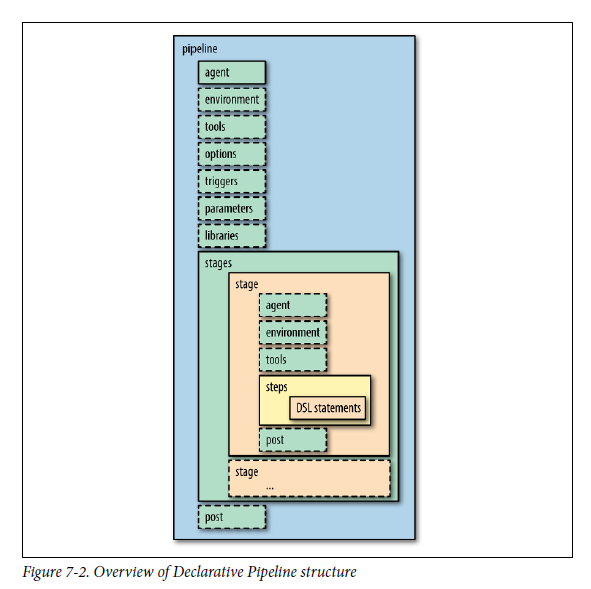 pipeline
agent
environment
tools
options
triggers
parameters
libraries
stages
stage
agent
environment
tools
steps
DSL statements
post
stage
...
post
Figure 7-2. Overview of Declarative Pipeline structure